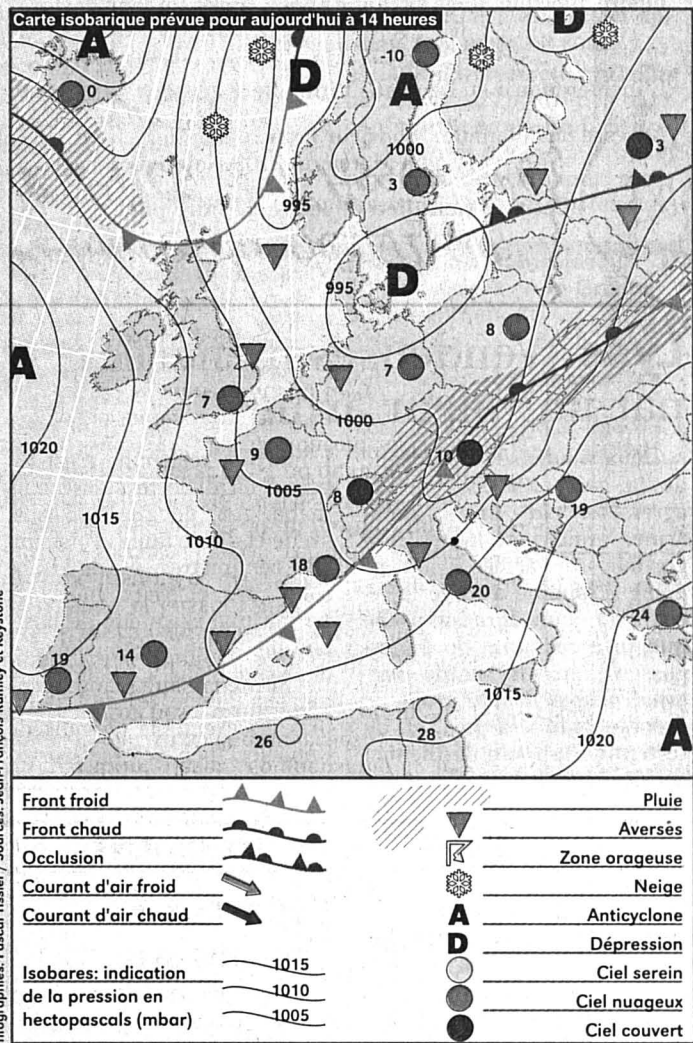 Carte isobarique prévue pour aujourd'hui à 14 heures
A
D
D
-10
A
0
3
1000
3
995
995
D
8
A
7
7
1000
9
10
1020
8
1005
19
1015
1010
18
20
24
14
19
1015
28
26
1020
A
Front froid
Front chaud
Occlusion
Courant d'air froid
Courant d'air chaud
Isobares: indication
de la pression en
hectopascals (mbar)
1015
1010
1005
Pluie
Aversés
Zone orageuse
Neige
A Anticyclone
D Dépression
Ciel serein
Ciel nuageux
Ciel couvert